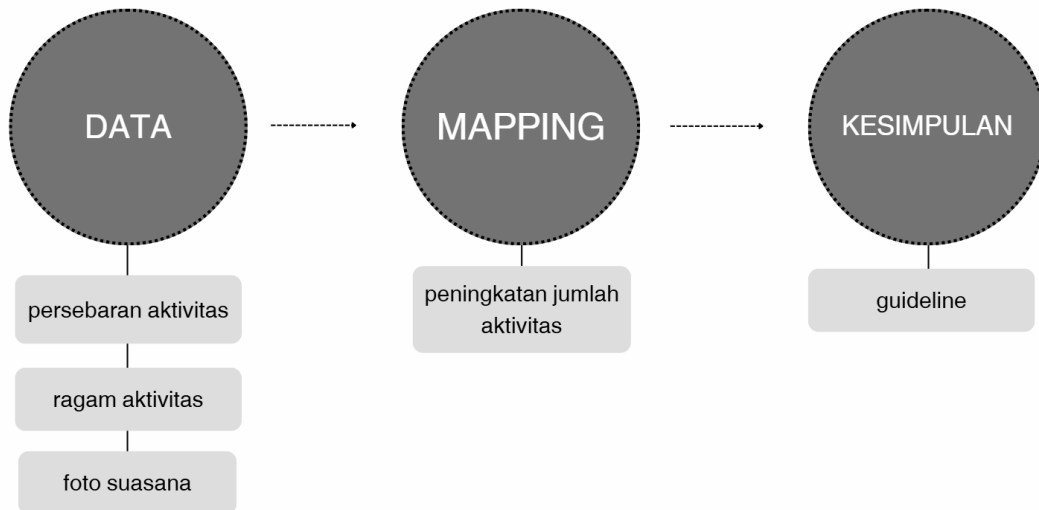 DATA
MAPPING
KESIMPULAN
persebaran aktivitas
ragam aktivitas
foto suasana
peningkatan jumlah
aktivitas
guideline